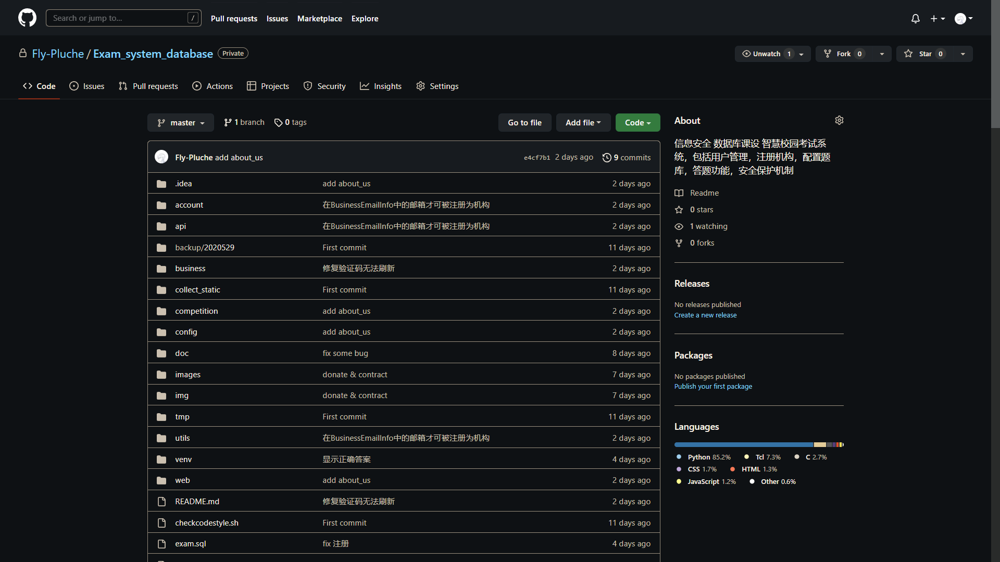 Search or jump to... /
Pull requests Issues Marketplace Explore
Fly-Pluche / Exam_system_database Private
Unwatch 1 Fork 0 Star 0
Code Issues Pull requests Actions Projects Security Insights Settings
master 1 branch 0 tags Go to file Add file Code
Fly-Pluche add about_us e4cf7b1 2 days ago 9 commits
.idea add about_us 2 days ago
account 在BusinessEmailInfo中的邮箱才可被注册为机构 2 days ago
api 在BusinessEmailInfo中的邮箱才可被注册为机构 2 days ago
backup/2020529 First commit 11 days ago
business 修复验证码无法刷新 2 days ago
collect_static First commit 11 days ago
competition add about_us 2 days ago
config add about_us 2 days ago
doc fix some bug 8 days ago
images donate & contract 7 days ago
img donate & contract 7 days ago
tmp First commit 11 days ago
utils 在BusinessEmailInfo中的邮箱才可被注册为机构 2 days ago
venv 显示正确答案 4 days ago
web add about_us 2 days ago
README.md 修复验证码无法刷新 2 days ago
checkcodestyle.sh First commit 11 days ago
exam.sql fix 注册 4 days ago
About
信息安全 数据库课设 智慧校园考试系
统，包括用户管理，注册机构，配置题
库，答题功能，安全保护机制
Readme
0 stars
1 watching
0 forks
Releases
No releases published
Create a new release
Packages
No packages published
Publish your first package
Languages
Python 85.2% Tcl 7.3% C 2.7%
CSS 1.7% HTML 1.3%
JavaScript 1.2% Other 0.6%